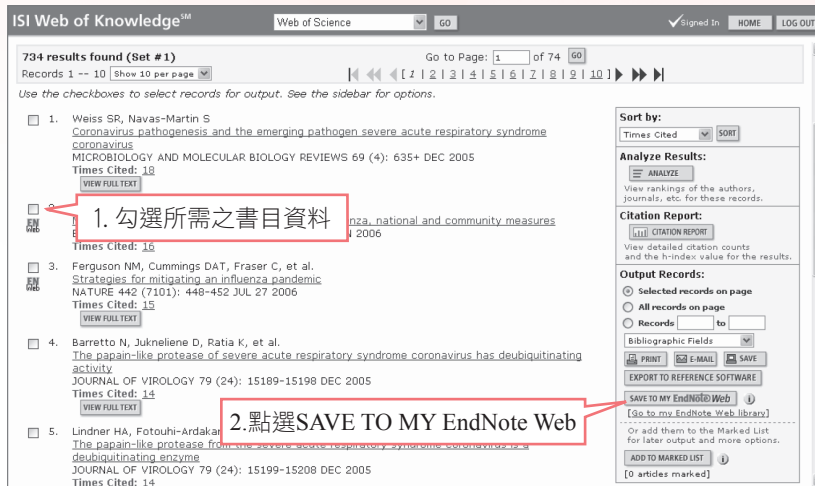 ISI Web of Knowledge℠ Web of Science GO Signed In HOME LOG OUT
734 results found (Set #1) Go to Page: 1 of 74 GO
Records 1 -- 10 Show 10 per page [ 1 | 2 | 3 | 4 | 5 | 6 | 7 | 8 | 9 | 10 ]
Use the checkboxes to select records for output. See the sidebar for options.
1. Weiss SR, Navas-Martin S
Coronavirus pathogenesis and the emerging pathogen severe acute respiratory syndrome
coronavirus
MICROBIOLOGY AND MOLECULAR BIOLOGY REVIEWS 69 (4): 635+ DEC 2005
Times Cited: 18
VIEW FULL TEXT
1. 勾選所需之書目資料
national and community measures
2006
EN
Web
Times Cited: 16
3. Ferguson NM, Cummings DAT, Fraser C, et al.
EN
Web
Strategies for mitigating an influenza pandemic
NATURE 442 (7101): 448-452 JUL 27 2006
Times Cited: 15
VIEW FULL TEXT
4. Barretto N, Jukneliene D, Ratia K, et al.
The papain-like protease of severe acute respiratory syndrome coronavirus has deubiquitinating
activity
JOURNAL OF VIROLOGY 79 (24): 15189-15198 DEC 2005
Times Cited: 14
VIEW FULL TEXT
2.點選SAVE TO MY EndNote Web
5. Lindner HA,
The papain-like protease from the severe acute respiratory syndrome coronavirus is a
deubiquitinating enzyme
JOURNAL OF VIROLOGY 79 (24): 15199-15208 DEC 2005
Times Cited: 14
Sort by:
Times Cited SORT
Analyze Results:
ANALYZE
View rankings of the authors,
journals, etc. for these records.
Citation Report:
CITATION REPORT
View detailed citation counts
and the h-index value for the results.
Output Records:
Selected records on page
All records on page
Records to
Bibliographic Fields
PRINT E-MAIL SAVE
EXPORT TO REFERENCE SOFTWARE
SAVE TO MY EndNote Web i
[Go to my EndNote Web library]
Or add them to the Marked List
for later output and more options.
ADD TO MARKED LIST i
[0 articles marked]